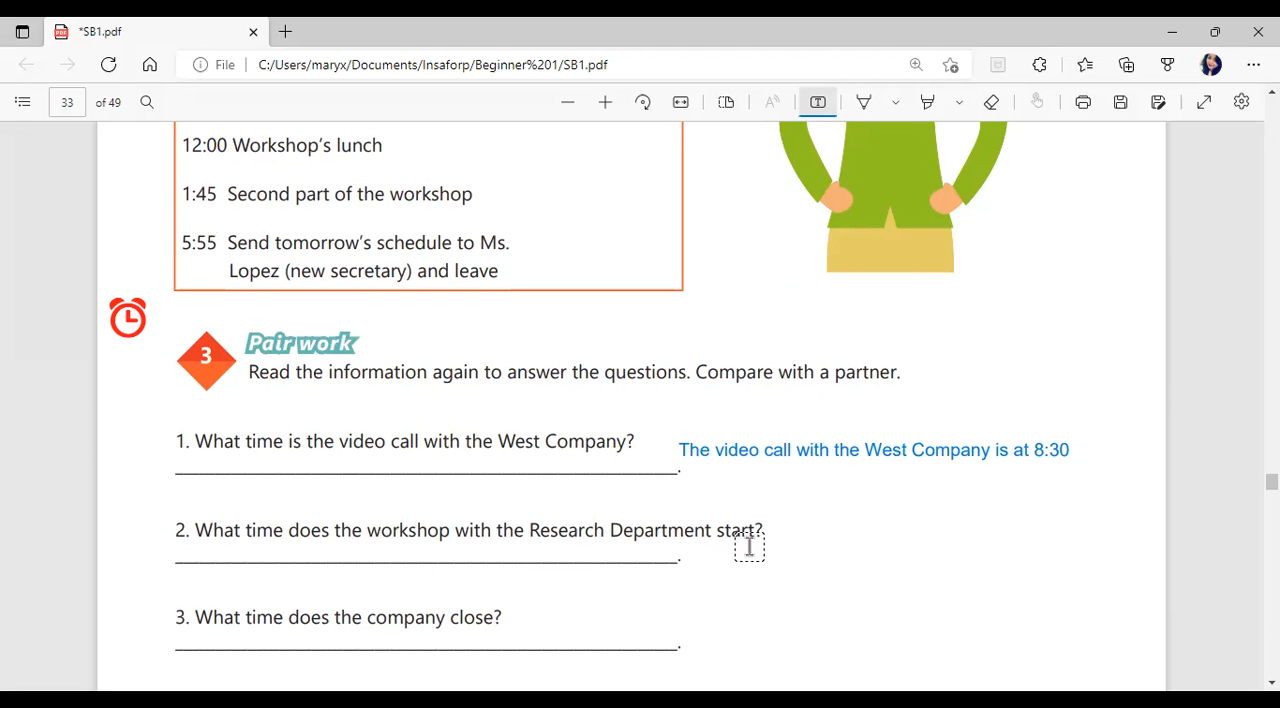 *SB1.pdf
File
C:/Users/maryx/Documents/Insaforp/Beginner%201/SB1.pdf
33 of 49
12:00 Workshop's lunch
1:45 Second part of the workshop
5:55 Send tomorrow's schedule to Ms.
Lopez (new secretary) and leave
3
Pair work
Read the information again to answer the questions. Compare with a partner.
1. What time is the video call with the West Company?
The video call with the West Company is at 8:30
2. What time does the workshop with the Research Department start?
3. What time does the company close?